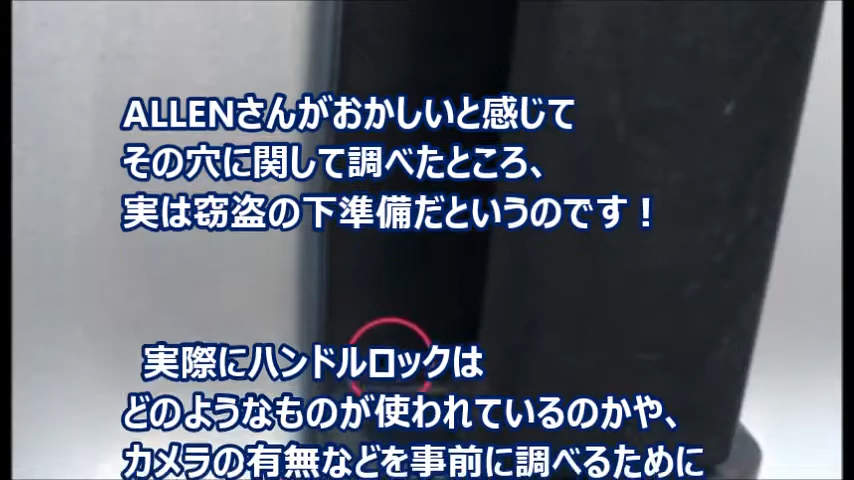 ALLENさんがおかしいと感じて
その穴に関して調べたところ、
実は窃盗の下準備だというのです！
実際にハンドルロックは
どのようなものが使われているのかや、
カメラの有無などを事前に調べるために